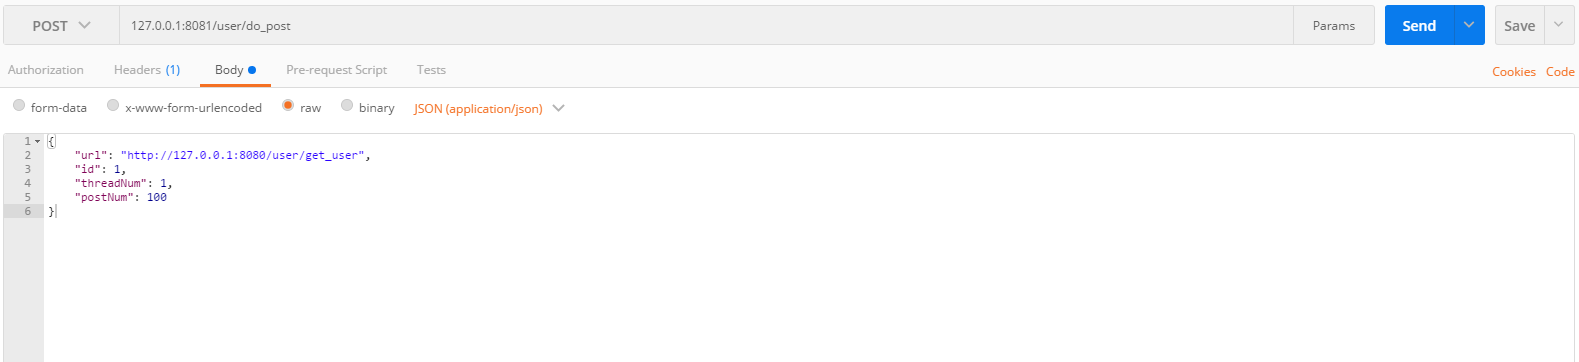 POST 127.0.0.1:8081/user/do_post Params Send Save
Authorization Headers (1) Body Pre-request Script Tests Cookies Code
form-data x-www-form-urlencoded raw binary JSON (application/json)
1 {
2 "url": "http://127.0.0.1:8080/user/get_user",
3 "id": 1,
4 "threadNum": 1,
5 "postNum": 100
6 }